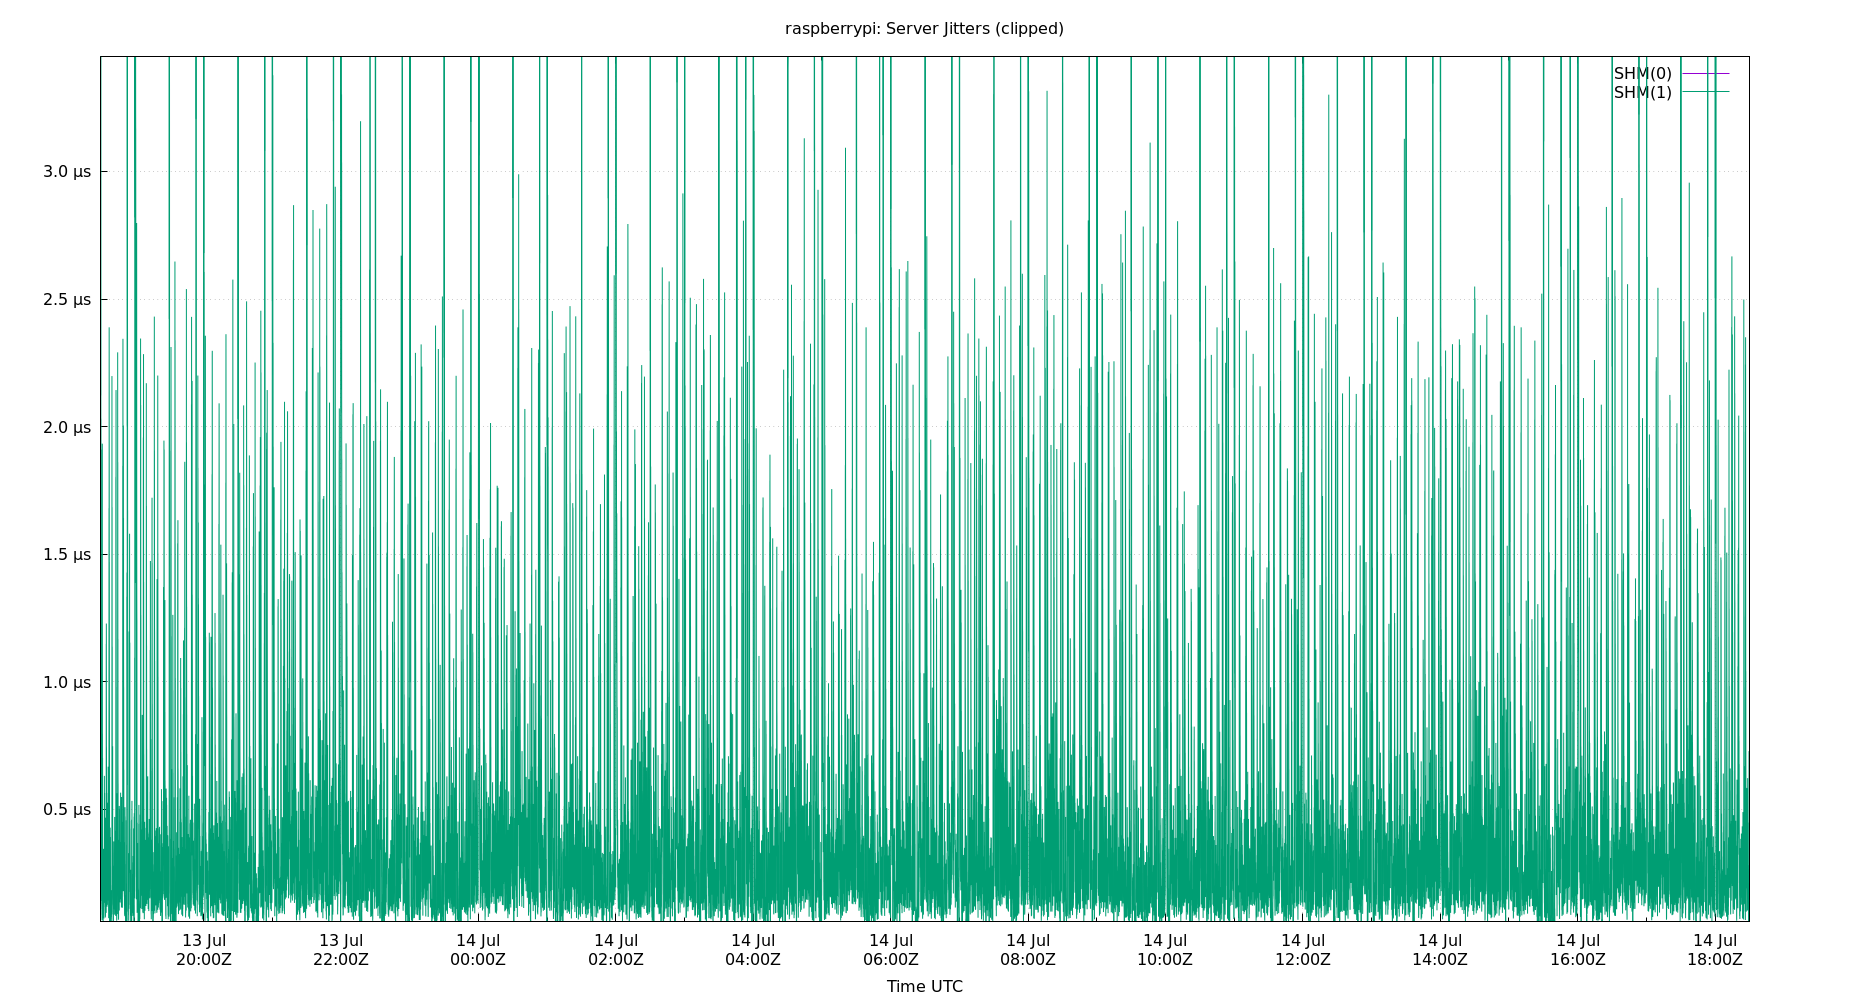 raspberrypi: Server Jitters (clipped)
SHM(0)
SHM(1)
3.0 µs
2.5 µs
2.0 µs
1.5 µs
1.0 µs
0.5 µs
13 Jul 13 Jul 14 Jul 14 Jul 14 Jul 14 Jul 14 Jul 14 Jul 14 Jul 14 Jul 14 Jul 14 Jul
20:00Z 22:00Z 00:00Z 02:00Z 04:00Z 06:00Z 08:00Z 10:00Z 12:00Z 14:00Z 16:00Z 18:00Z
Time UTC